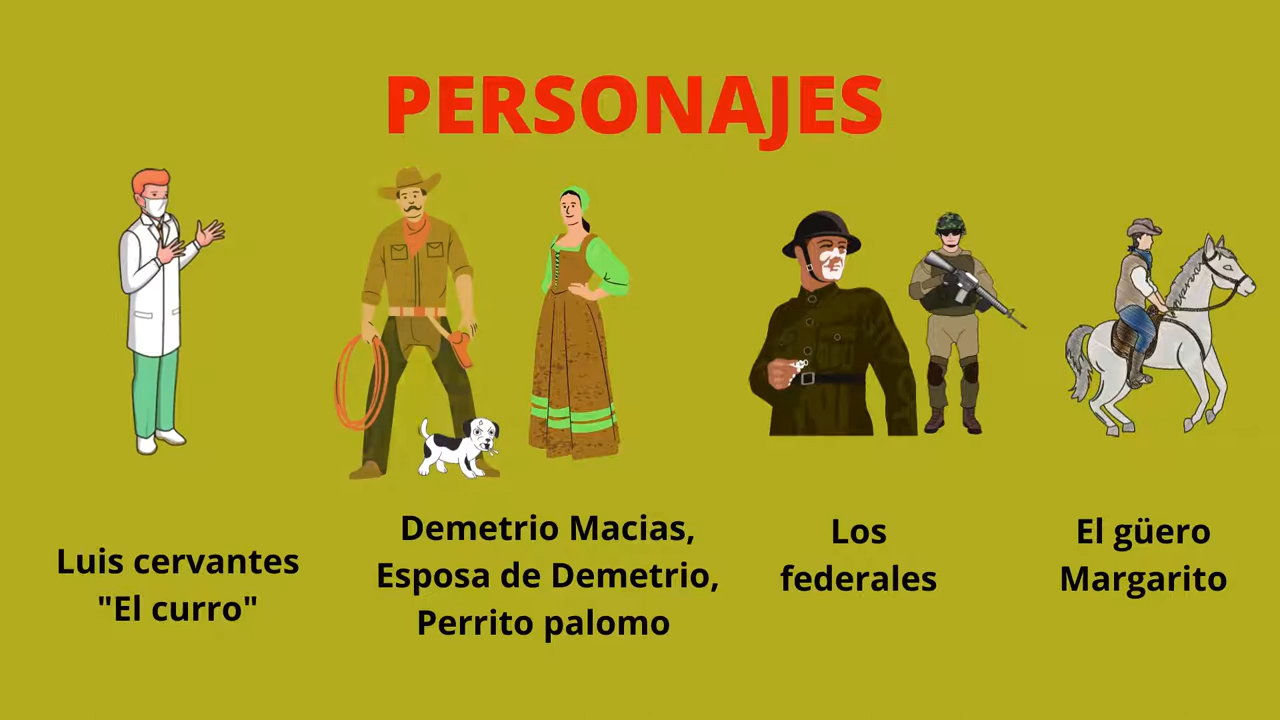 PERSONAJES
Luis cervantes
"El curro"
Demetrio Macias,
Esposa de Demetrio,
Perrito palomo
Los
federales
El güero
Margarito